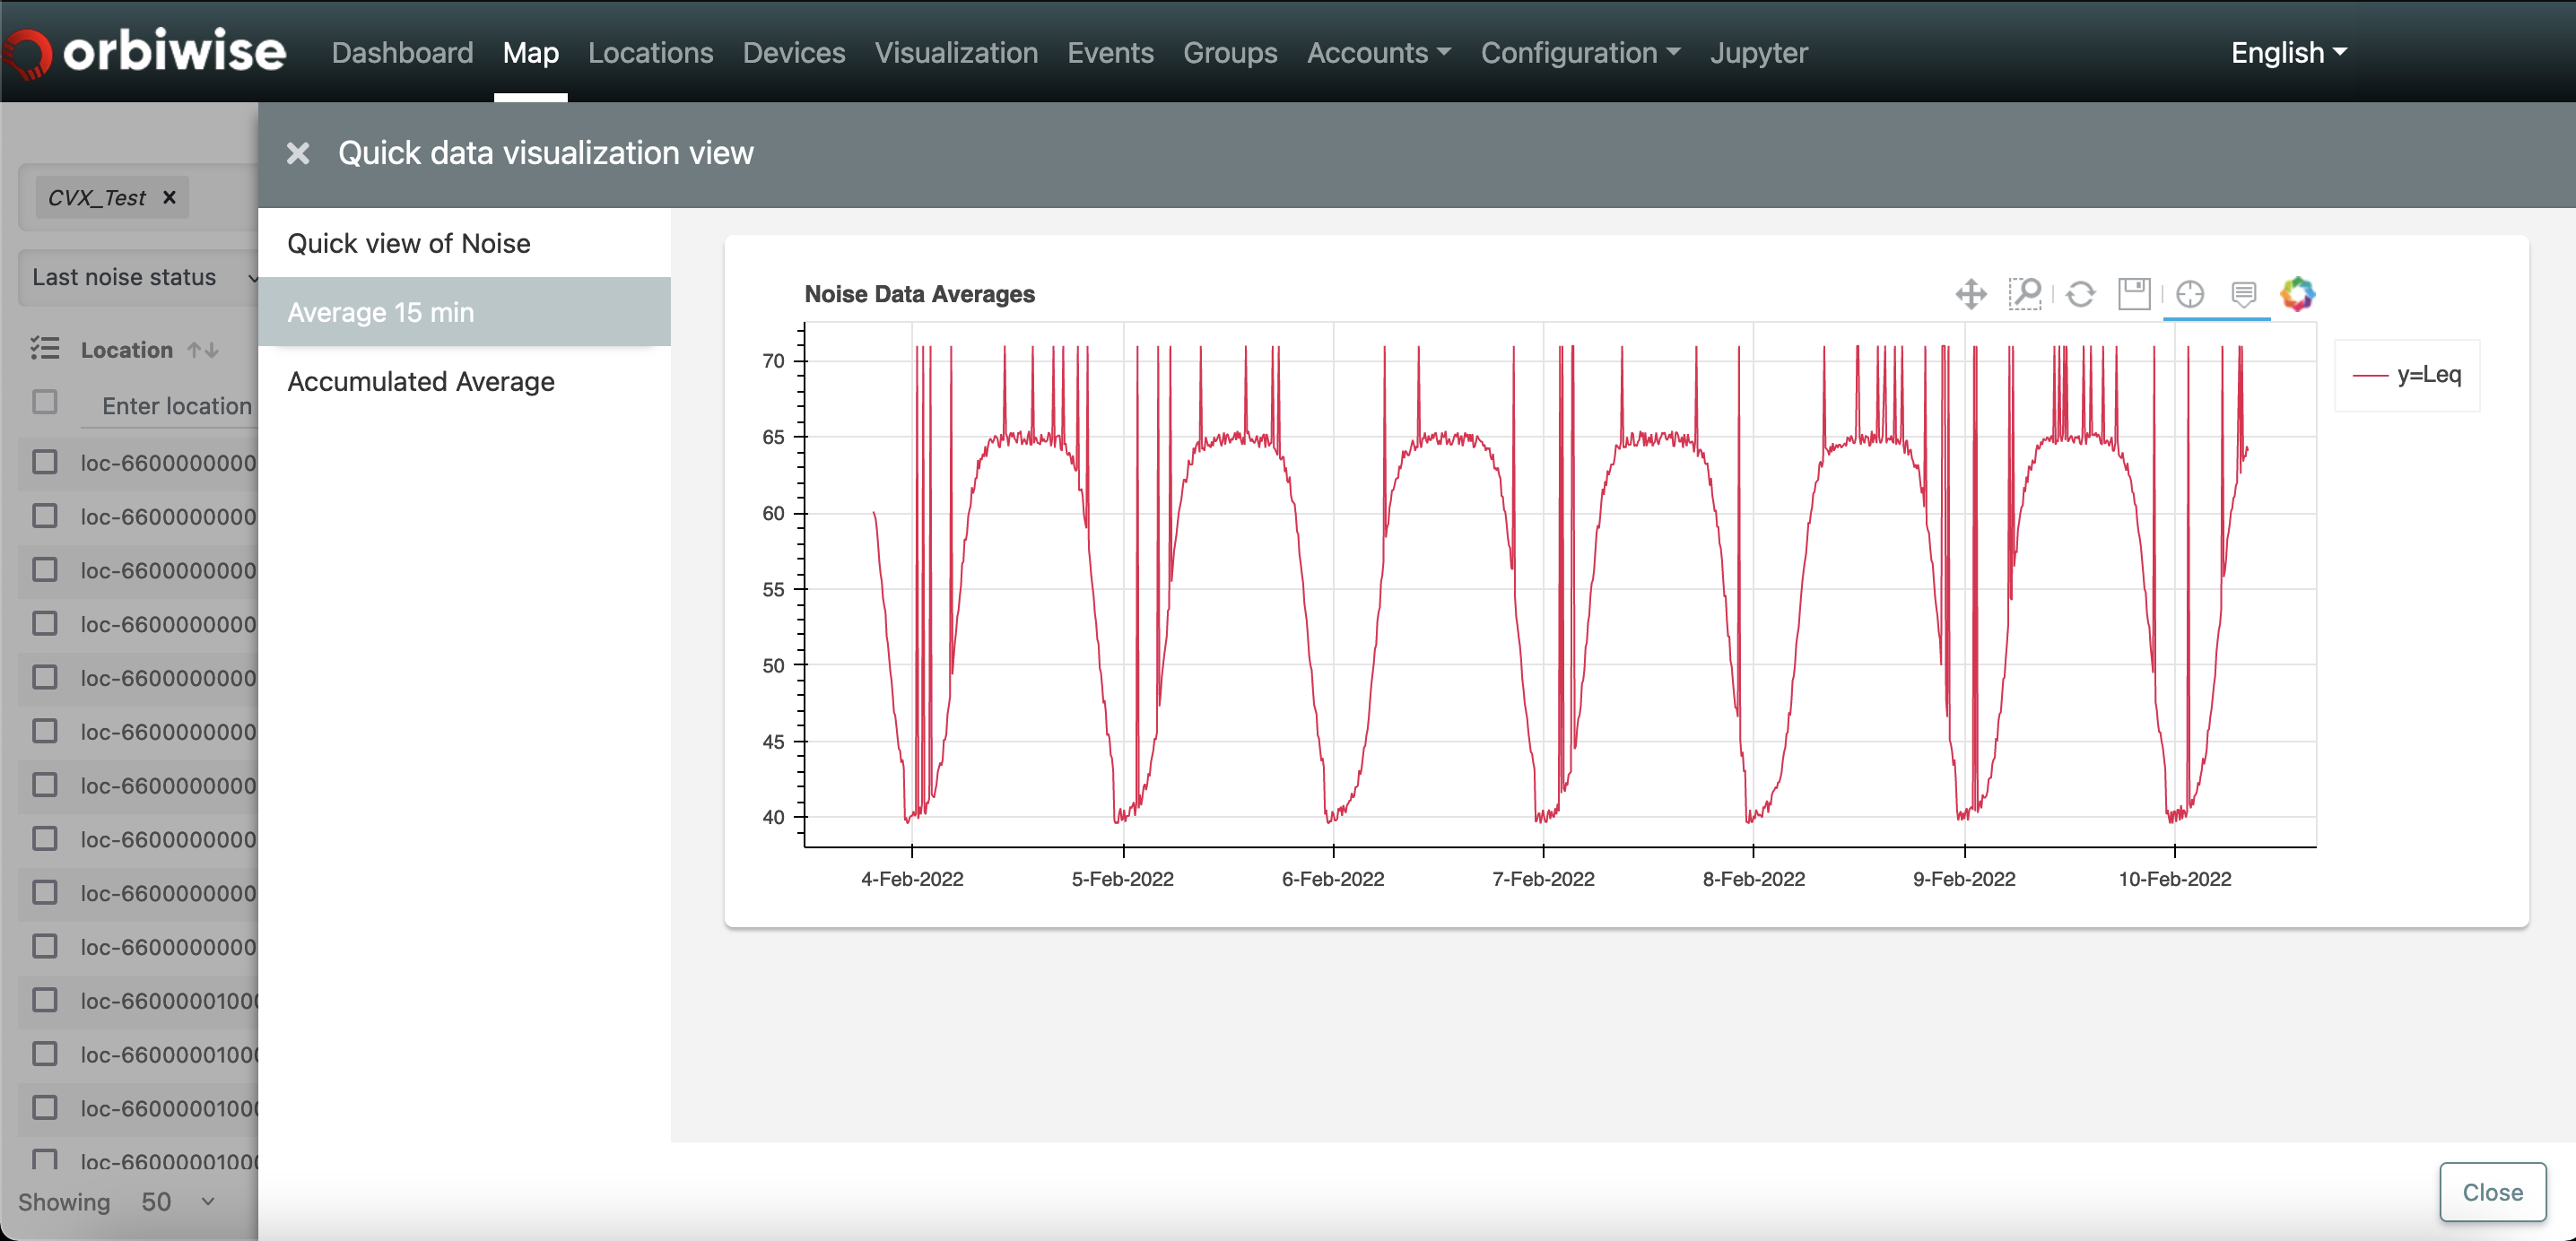 orbiwise Dashboard Map Locations Devices Visualization Events Groups Accounts Configuration Jupyter English
Quick data visualization view
CVX_Test
Last noise status
Location
Enter location
loc-6600000000
loc-6600000000
loc-6600000000
loc-6600000000
loc-6600000000
loc-6600000000
loc-6600000000
loc-6600000000
loc-6600000000
loc-6600000000
loc-660000010
loc-660000010
loc-660000010
loc-660000010
Showing 50
Quick view of Noise
Average 15 min
Accumulated Average
Noise Data Averages
y=Leq
70
65
60
55
50
45
40
4-Feb-2022 5-Feb-2022 6-Feb-2022 7-Feb-2022 8-Feb-2022 9-Feb-2022 10-Feb-2022
Close